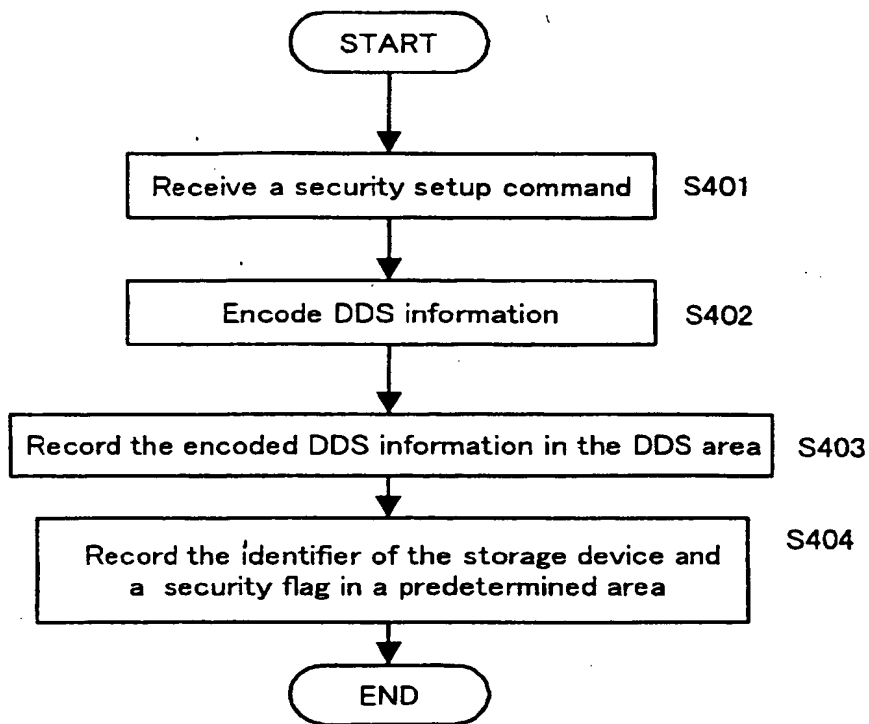 START
Receive a security setup command
S401
Encode DDS information
S402
Record the encoded DDS information in the DDS area
S403
Record the identifier of the storage device and
a security flag in a predetermined area
S404
END